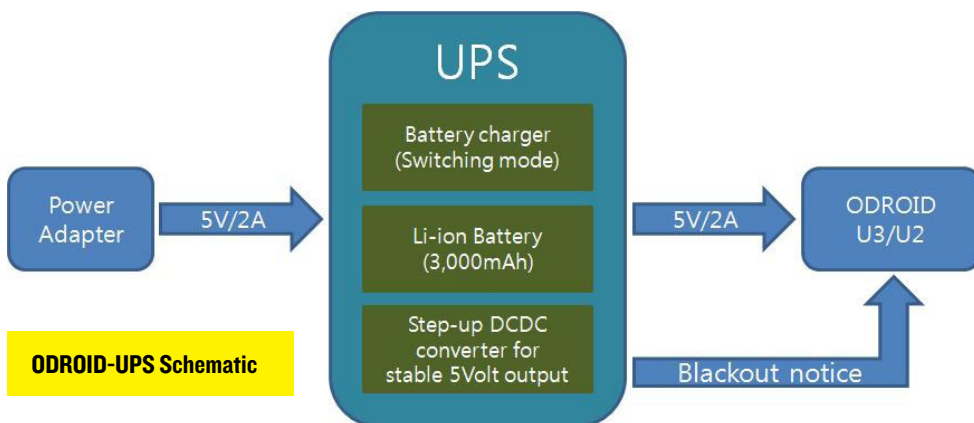 UPS
Battery charger
(Switching mode)
Power
Adapter
5V/2A
Li-ion Battery
(3,000mAh)
5V/2A
ODROID
U3/U2
Step-up DCDC
converter for
stable 5Volt output
Blackout notice
ODROID-UPS Schematic